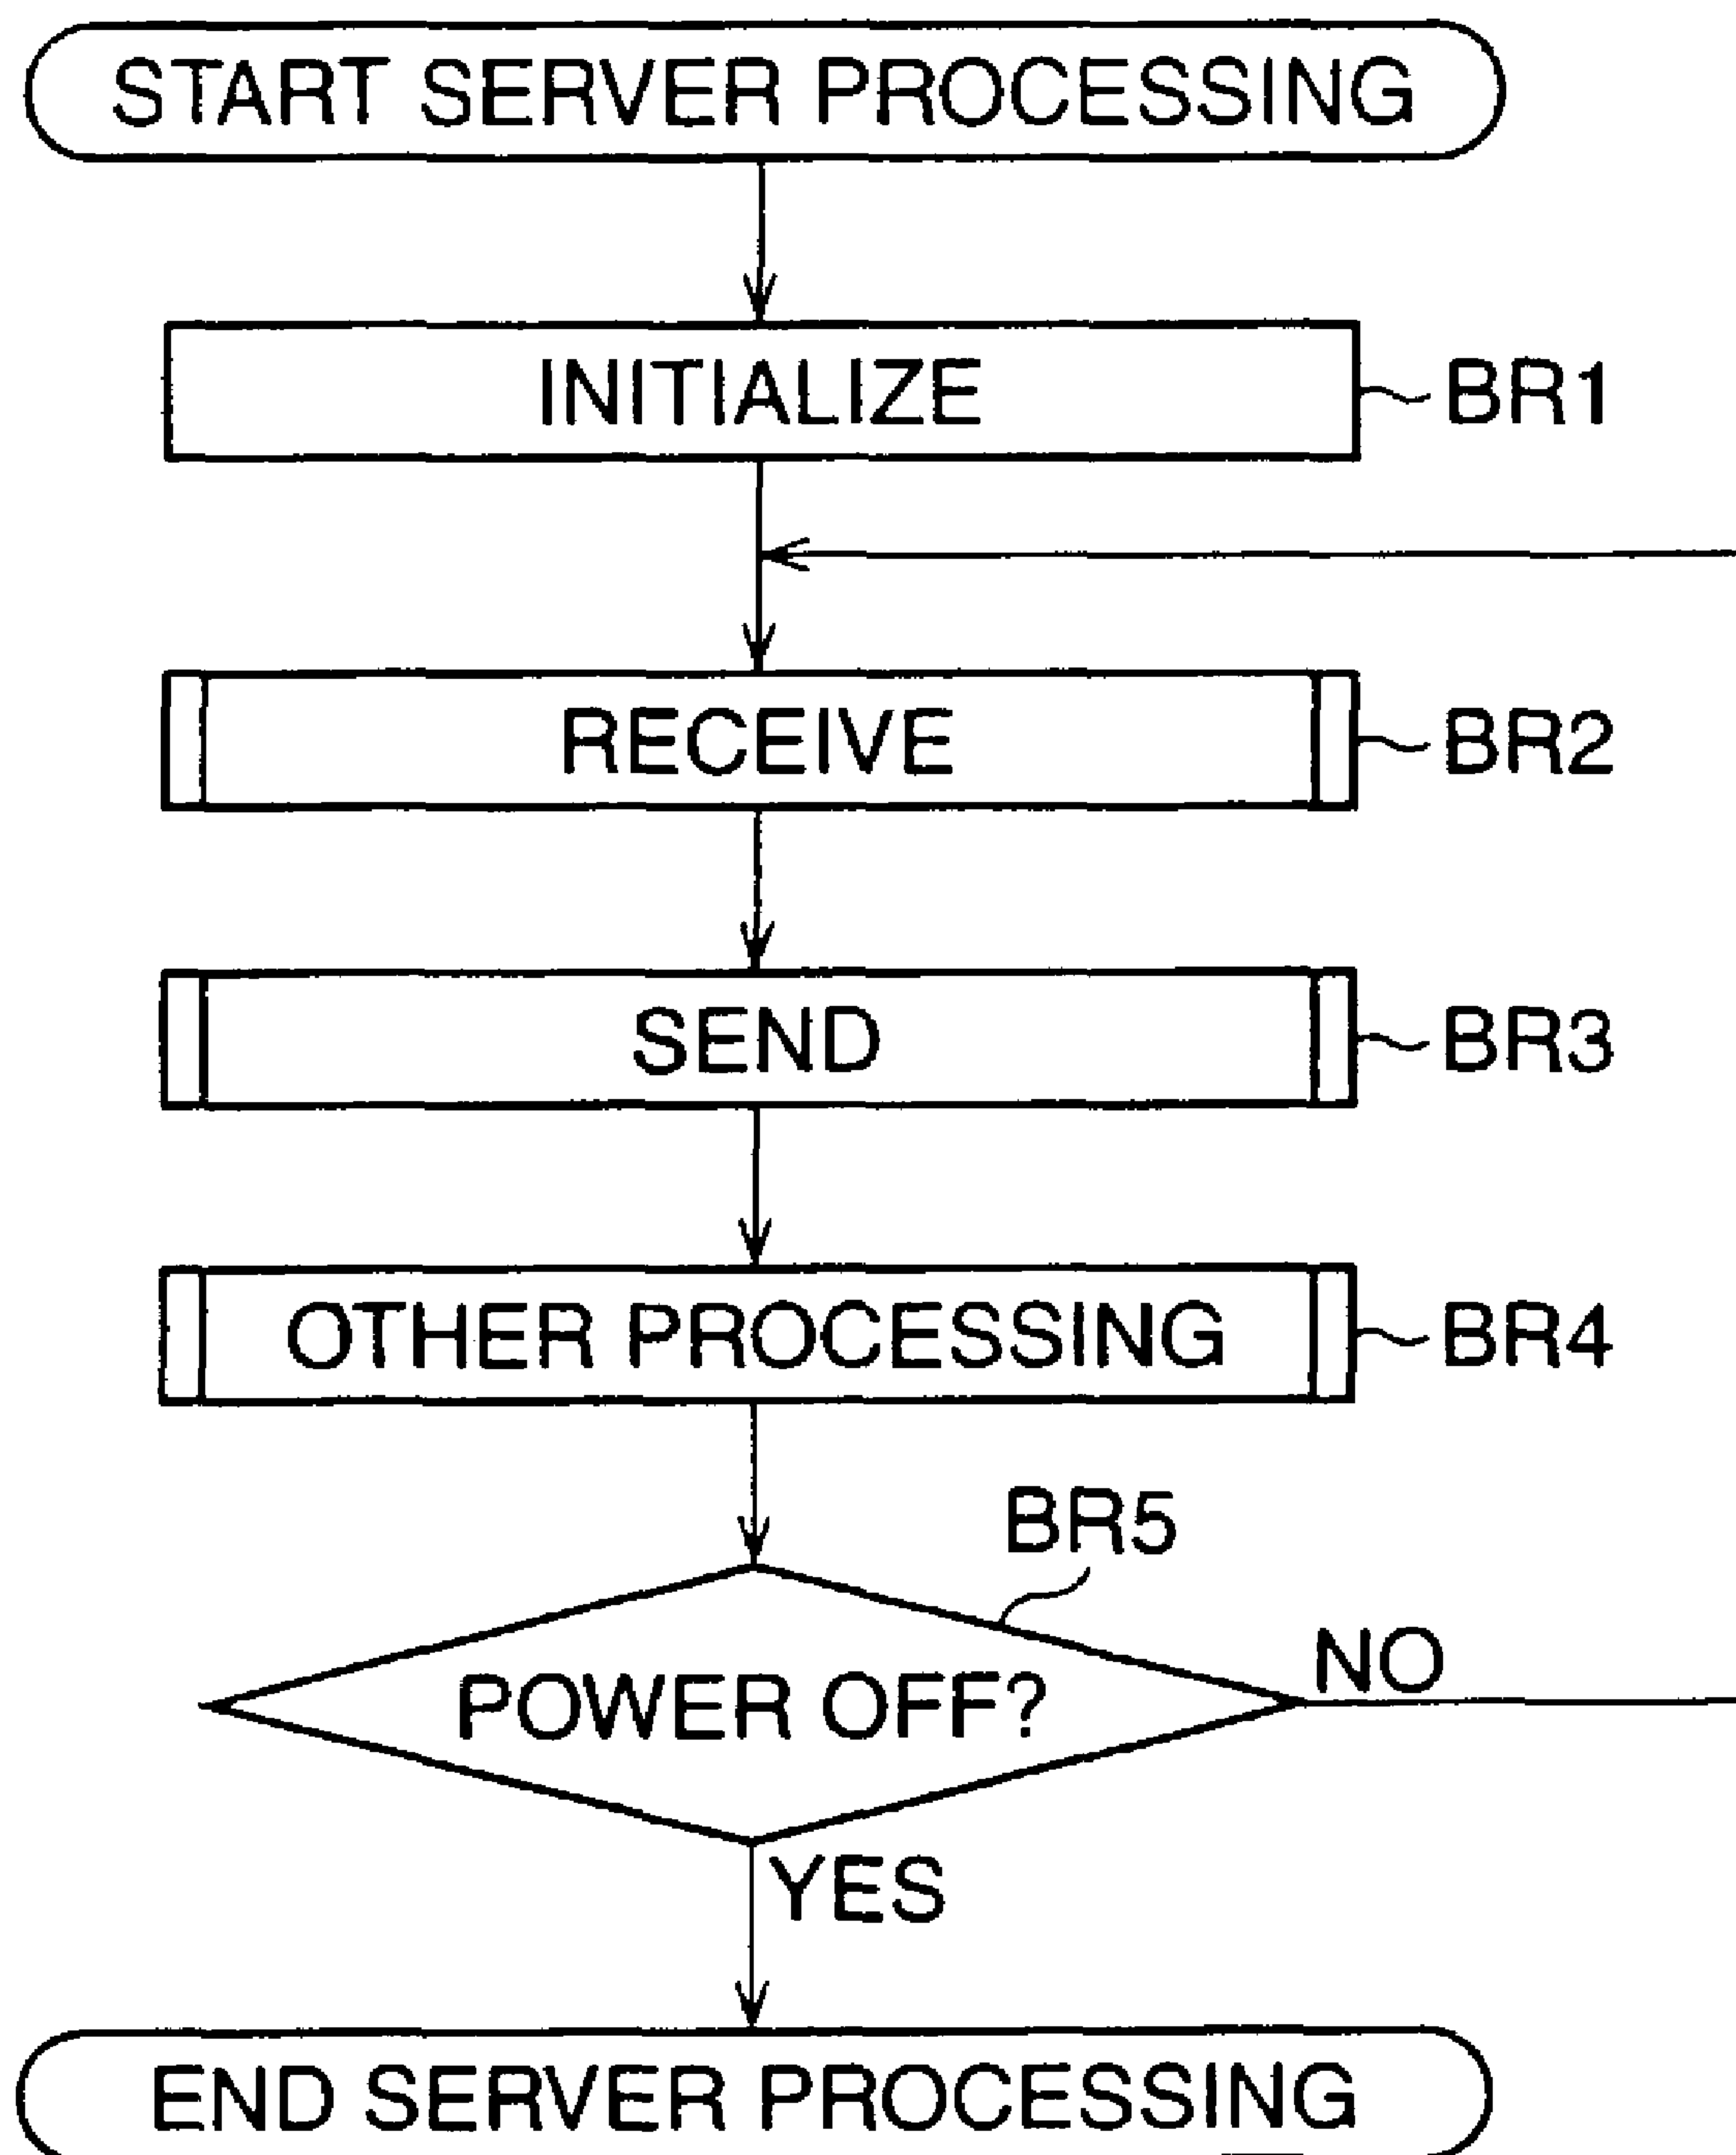 START SERVER PROCESSING
INITIALIZE
BR1
RECEIVE
BR2
SEND
BR3
OTHER PROCESSING
BR4
BR5
POWER OFF?
NO
YES
END SERVER PROCESSING